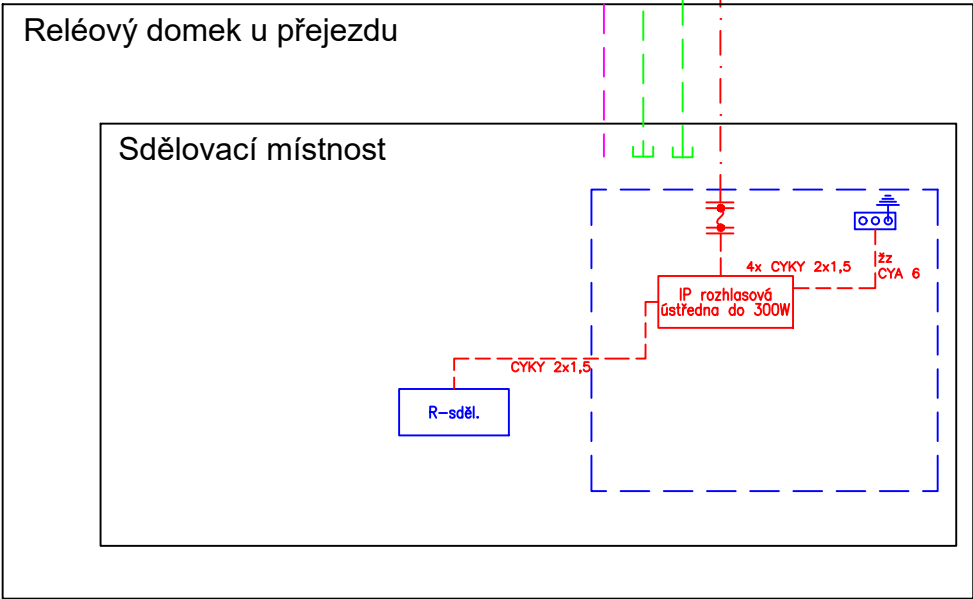 Reléový domek u přejezdu
Sdělovací místnost
4x CYKY 2x1,5
žz
CYA 6
IP rozhlasová
ústředna do 300W
CYKY 2x1,5
R-sděl.